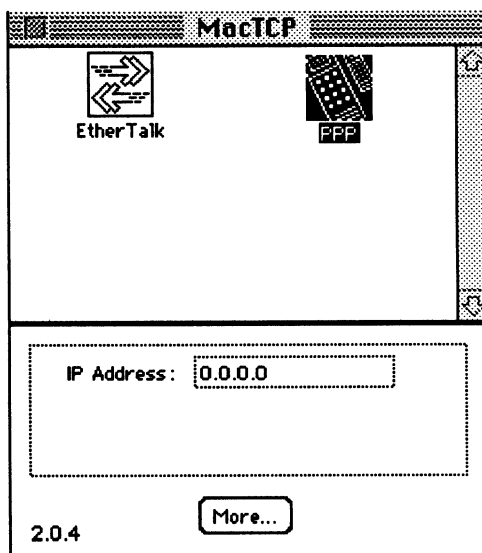 MacTCP
EtherTalk
PPP
IP Address: 0.0.0.0
More...
2.0.4